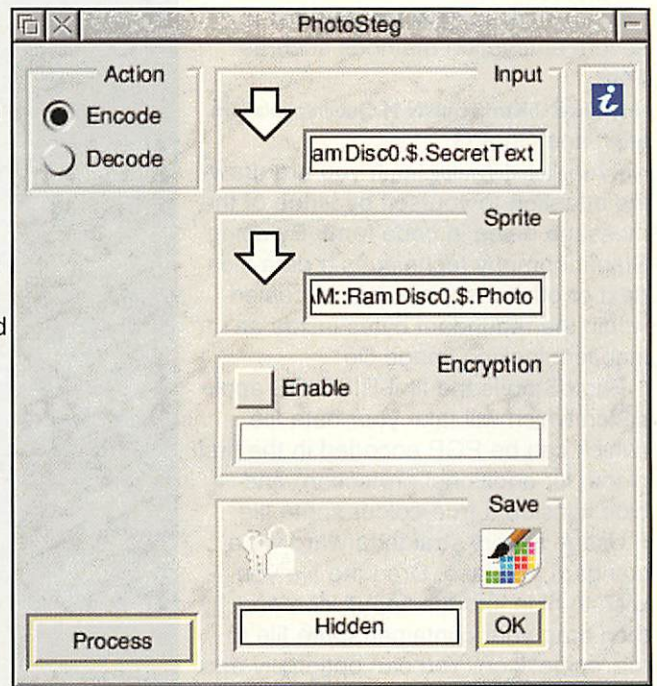 PhotoSteg
Action
Encode
Decode
Input
amDisc0.$.SecretText
Sprite
M::RamDisc0.$.Photo
Encryption
Enable
Save
Hidden
OK
Process
i
d